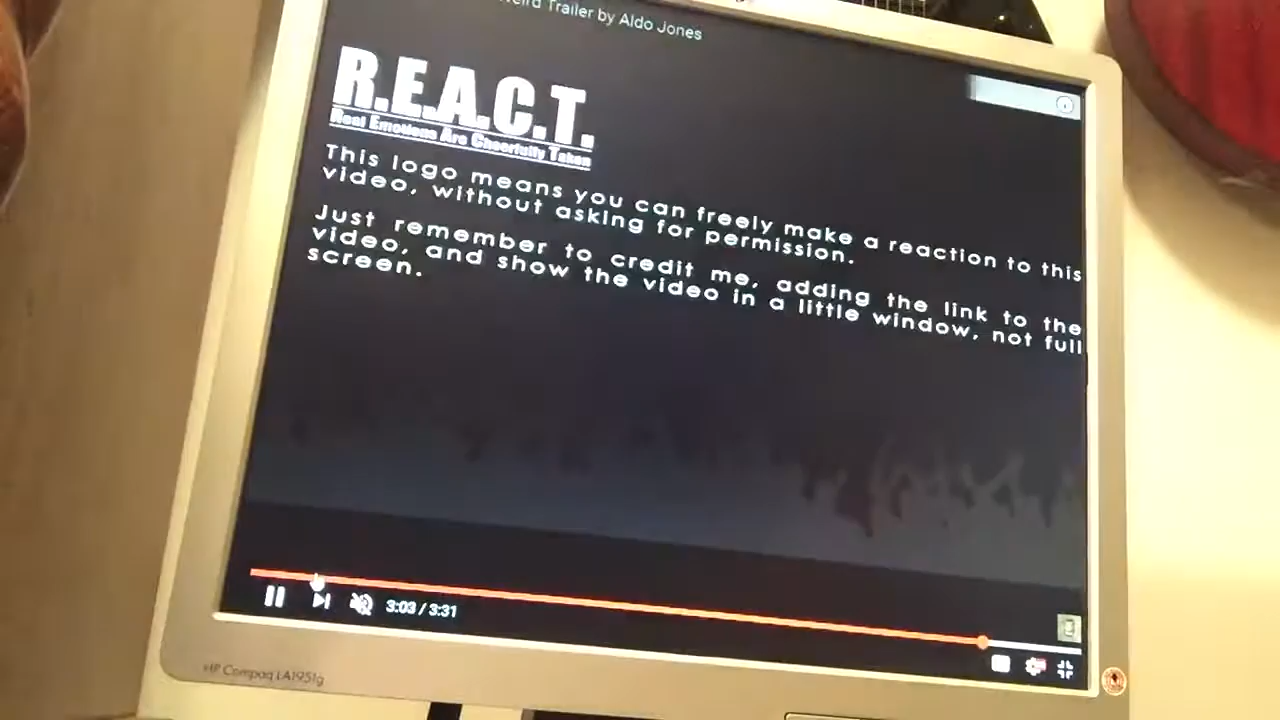 Trailer by Aldo Jones
R.E.A.C.T.
Real Emotions Are Cheerfully Taken
This logo means you can freely make a reaction to this
video, without asking for permission.
Just remember to credit me, adding the link to the
video, and show the video in a little window, not full
screen.
3:03 / 3:31
HP Compaq LA1951g